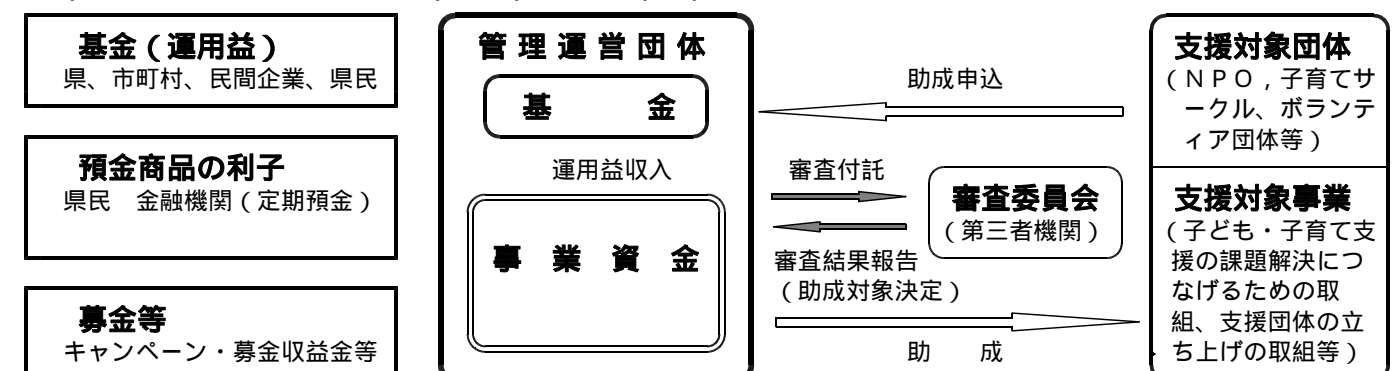 基金（運用益）
県、市町村、民間企業、県民
預金商品の利子
県民　金融機関（定期預金）
募金等
キャンペーン・募金収益金等
管理運営団体
基　　金
運用益収入
事業資金
助成申込
審査付託
審査委員会
（第三者機関）
審査結果報告
（助成対象決定）
助　成
支援対象団体
（ＮＰＯ，子育てサ
ークル、ボランテ
ィア団体等）
支援対象事業
（子ども・子育て支
援の課題解決につ
なげるための取
組、支援団体の立
ち上げの取組等）